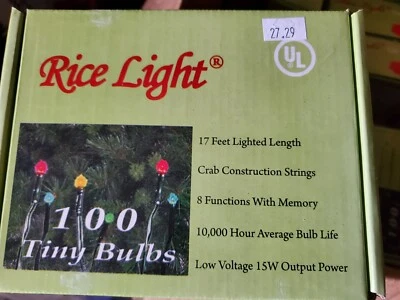 27.29
UL
Rice Light®
17 Feet Lighted Length
Crab Construction Strings
8 Functions With Memory
10,000 Hour Average Bulb Life
Low Voltage 15W Output Power
100
Tiny Bulbs